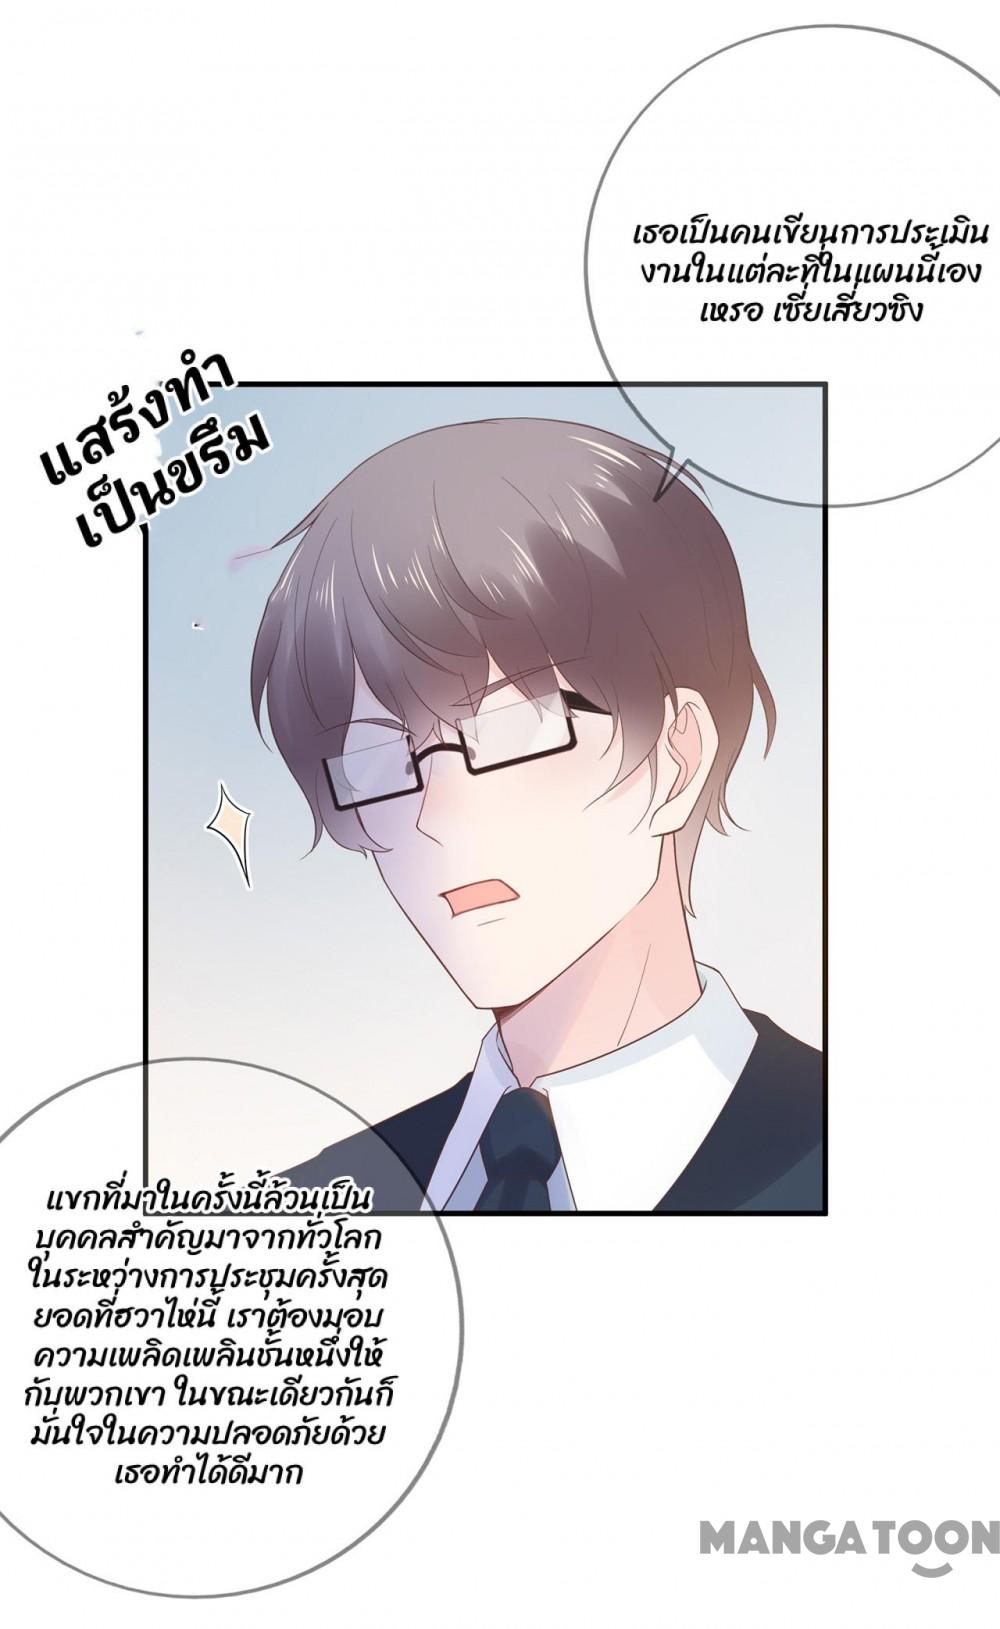 เธอเป็นคนเขียนการประเมิน
งานในแต่ละที่ในแผนนี้เอง
เหรอ เซี่ยเสี่ยวซิง
แสร้งทำ
เป็นขรึม
แขกที่มาในครั้งนี้ล้วนเป็น
บุคคลสำคัญมาจากทั่วโลก
ในระหว่างการประชุมครั้งสุด
ยอดที่ฮวาไห่นี้ เราต้องมอบ
ความเพลิดเพลินชั้นหนึ่งให้
กับพวกเขา ในขณะเดียวกันก็
มั่นใจในความปลอดภัยด้วย
เธอทำได้ดีมาก
MANGATOON